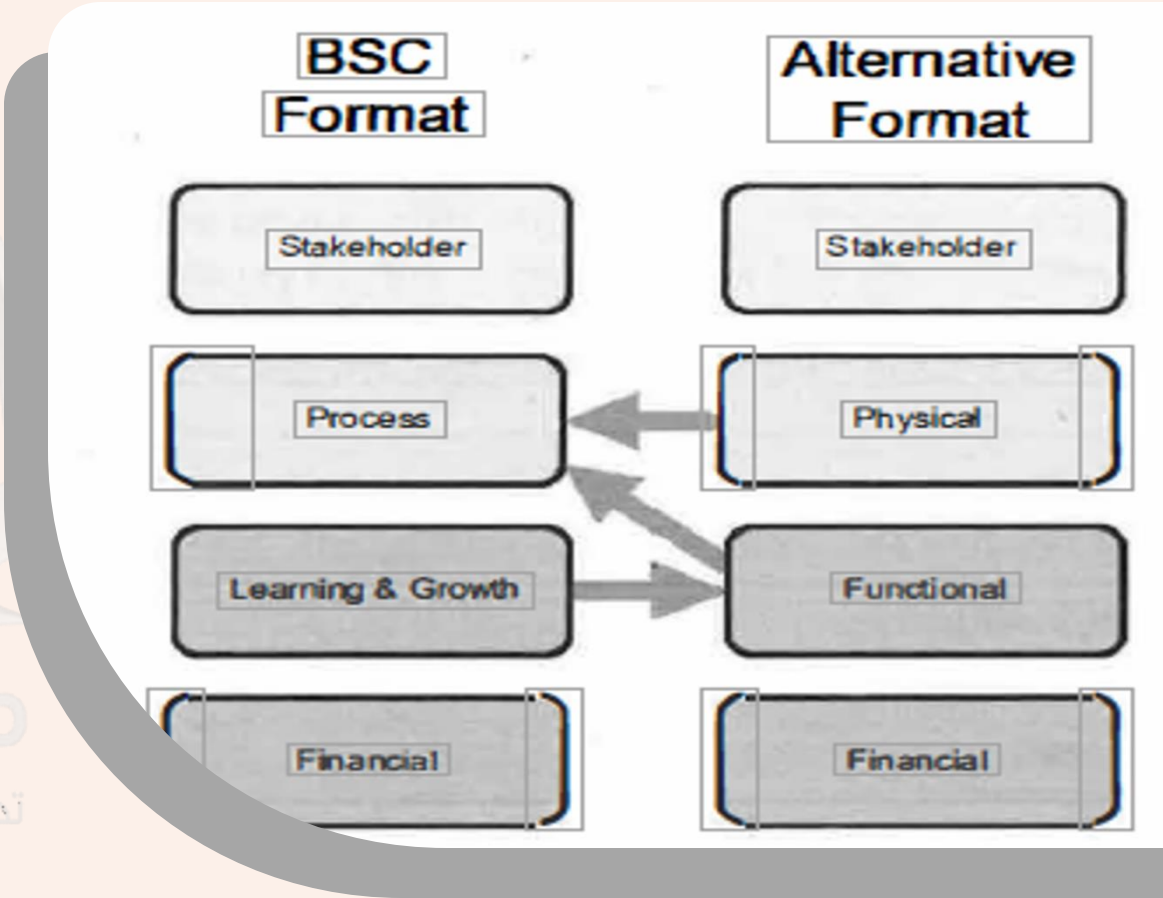 BSC
Format
Alternative
Format
Stakeholder
Stakeholder
Process
Physical
Learning & Growth
Functional
Financial
Financial